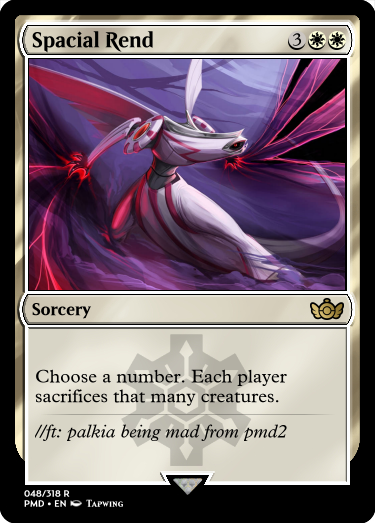 Spacial Rend 3
Sorcery
Choose a number. Each player
sacrifices that many creatures.
//ft: palkia being mad from pmd2
048/318 R
PMD • EN TAPWING